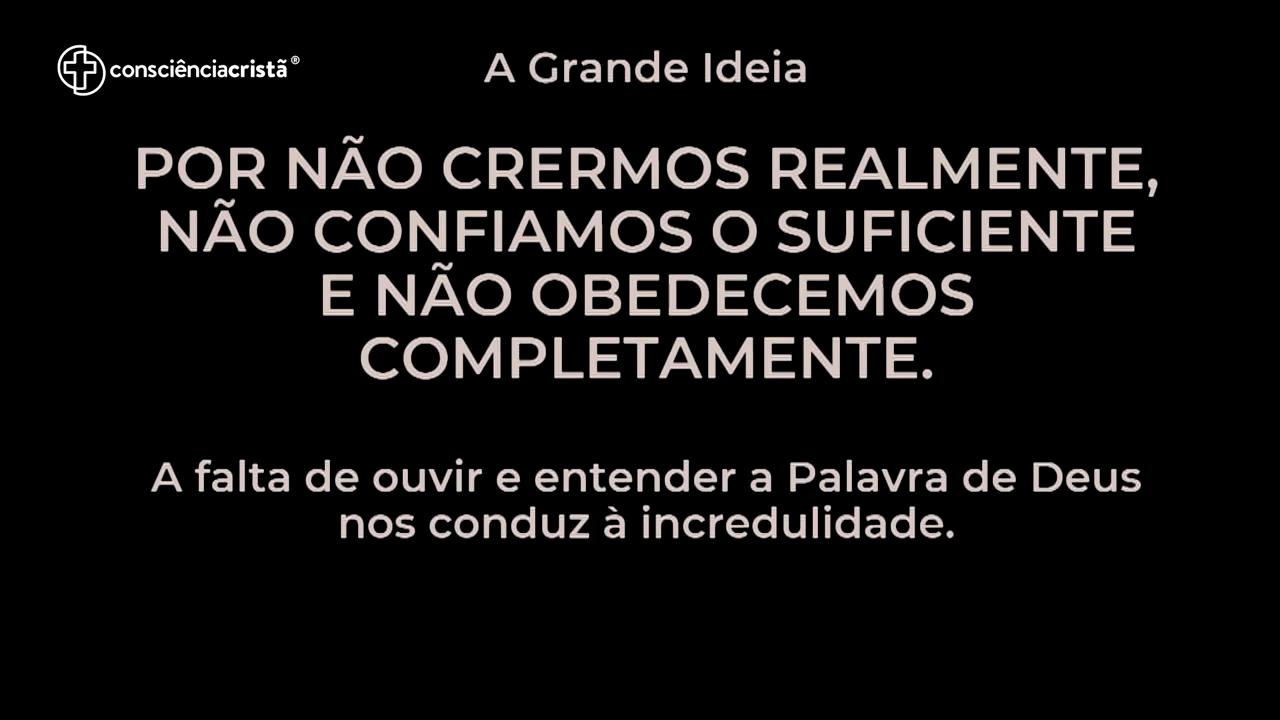 consciênciacristã®
A Grande Ideia
POR NÃO CRERMOS REALMENTE,
NÃO CONFIAMOS O SUFICIENTE
E NÃO OBEDECEMOS
COMPLETAMENTE.
A falta de ouvir e entender a Palavra de Deus
nos conduz à incredulidade.